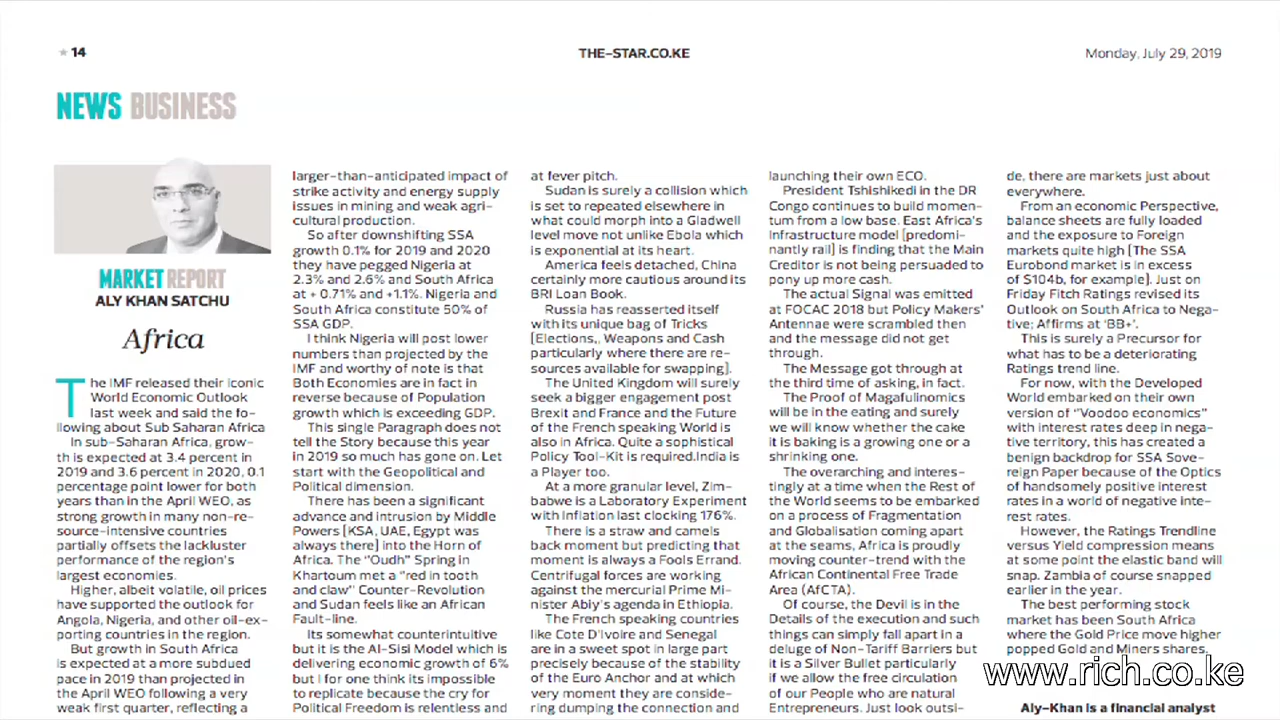 ★ 14
THE-STAR.CO.KE
Monday, July 29, 2019
NEWS BUSINESS
MARKET REPORT
ALY KHAN SATCHU
Africa
The IMF released their iconic
World Economic Outlook
last week and said the fo-
llowing about Sub Saharan Africa
In sub-Saharan Africa, grow-
th is expected at 3.4 percent in
2019 and 3.6 percent in 2020, 0.1
percentage point lower for both
years than in the April WEO, as
strong growth in many non-re-
source-intensive countries
partially offsets the lackluster
performance of the region's
largest economies.
Higher, albeit volatile, oil prices
have supported the outlook for
Angola, Nigeria, and other oil-ex-
porting countries in the region.
But growth in South Africa
is expected at a more subdued
pace in 2019 than projected in
the April WEO following a very
weak first quarter, reflecting a
larger-than-anticipated impact of
strike activity and energy supply
issues in mining and weak agri-
cultural production.
So after downshifting SSA
growth 0.1% for 2019 and 2020
they have pegged Nigeria at
2.3% and 2.6% and South Africa
at + 0.71% and +1.1%. Nigeria and
South Africa constitute 50% of
SSA GDP.
I think Nigeria will post lower
numbers than projected by the
IMF and worthy of note is that
Both Economies are in fact in
reverse because of Population
growth which is exceeding GDP.
This single Paragraph does not
tell the Story because this year
in 2019 so much has gone on. Let
start with the Geopolitical and
Political dimension.
There has been a significant
advance and intrusion by Middle
Powers [KSA, UAE, Egypt was
always there] into the Horn of
Africa. The "Oudh" Spring in
Khartoum met a "red in tooth
and claw" Counter-Revolution
and Sudan feels like an African
Fault-line.
Its somewhat counterintuitive
but it is the Al-Sisi Model which is
delivering economic growth of 6%
but I for one think its impossible
to replicate because the cry for
Political Freedom is relentless and
at fever pitch.
Sudan is surely a collision which
is set to repeated elsewhere in
what could morph into a Gladwell
level move not unlike Ebola which
is exponential at its heart.
America feels detached, China
certainly more cautious around its
BRI Loan Book.
Russia has reasserted itself
with its unique bag of Tricks
[Elections,, Weapons and Cash
particularly where there are re-
sources available for swapping].
The United Kingdom will surely
seek a bigger engagement post
Brexit and France and the Future
of the French speaking World is
also in Africa. Quite a sophistical
Policy Tool-Kit is required.India is
a Player too.
At a more granular level, Zim-
babwe is a Laboratory Experiment
with Inflation last clocking 176%.
There is a straw and camels
back moment but predicting that
moment is always a Fools Errand.
Centrifugal forces are working
against the mercurial Prime Mi-
nister Abiy's agenda in Ethiopia.
The French speaking countries
like Cote D'Ivoire and Senegal
are in a sweet spot in large part
precisely because of the stability
of the Euro Anchor and at which
very moment they are conside-
ring dumping the connection and
launching their own ECO.
President Tshishikedi in the DR
Congo continues to build momen-
tum from a low base. East Africa's
Infrastructure model [predomi-
nantly rail] is finding that the Main
Creditor is not being persuaded to
pony up more cash.
The actual Signal was emitted
at FOCAC 2018 but Policy Makers'
Antennae were scrambled then
and the message did not get
through.
The Message got through at
the third time of asking, in fact.
The Proof of Magafulinomics
will be in the eating and surely
we will know whether the cake
it is baking is a growing one or a
shrinking one.
The overarching and interes-
tingly at a time when the Rest of
the World seems to be embarked
on a process of Fragmentation
and Globalisation coming apart
at the seams, Africa is proudly
moving counter-trend with the
African Continental Free Trade
Area (AfCTA).
Of course, the Devil is in the
Details of the execution and such
things can simply fall apart in a
deluge of Non-Tariff Barriers but
it is a Silver Bullet particularly
if we allow the free circulation
of our People who are natural
Entrepreneurs. Just look outsi-
de, there are markets just about
everywhere.
From an economic Perspective,
balance sheets are fully loaded
and the exposure to Foreign
markets quite high [The SSA
Eurobond market is in excess
of $104b, for example]. Just on
Friday Fitch Ratings revised its
Outlook on South Africa to Nega-
tive; Affirms at 'BB+'.
This is surely a Precursor for
what has to be a deteriorating
Ratings trend line.
For now, with the Developed
World embarked on their own
version of "Voodoo economics"
with interest rates deep in nega-
tive territory, this has created a
benign backdrop for SSA Sove-
reign Paper because of the Optics
of handsomely positive interest
rates in a world of negative inte-
rest rates.
However, the Ratings Trendline
versus Yield compression means
at some point the elastic band will
snap. Zambia of course snapped
earlier in the year.
The best performing stock
market has been South Africa
where the Gold Price move higher
popped Gold and Miners shares.
www.rich.co.ke
Aly-Khan is a financial analyst